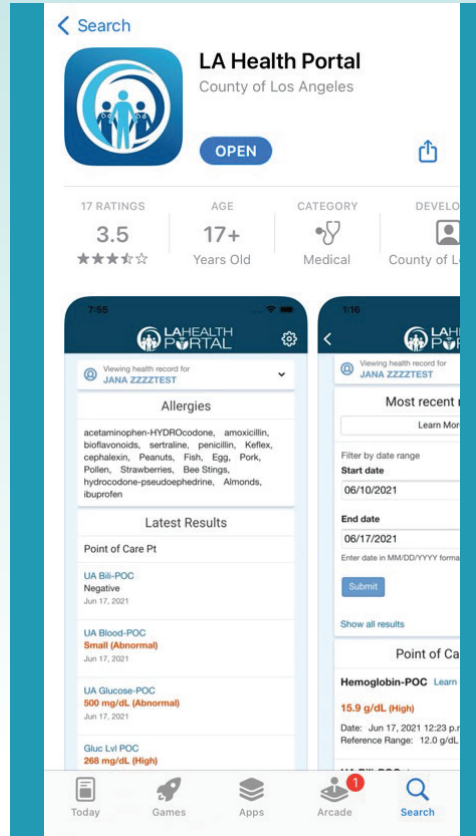 Search
LA Health Portal
County of Los Angeles
OPEN
17 RATINGS
3.5
AGE
17+
Years Old
CATEGORY
Medical
DEVELO
County of L
7:55
LAHEALTH
PORTAL
Viewing health record for
JANA ZZZZTEST
Allergies
acetaminophen-HYDROcodone, amoxicillin,
bioflavonoids, sertraline, penicillin, Keflex,
cephalexin, Peanuts, Fish, Egg, Pork,
Pollen, Strawberries, Bee Stings,
hydrocodone-pseudoephedrine, Almonds,
ibuprofen
Latest Results
Point of Care Pt
UA Bili-POC
Negative
Jun 17, 2021
UA Blood-POC
Small (Abnormal)
Jun 17, 2021
UA Glucose-POC
500 mg/dL (Abnormal)
Jun 17, 2021
Gluc Lvl POC
268 mg/dL (High)
1:16
Viewing health record for
JANA ZZZZTEST
Most recent
Learn Mor
Filter by date range
Start date
06/10/2021
End date
06/17/2021
Enter date in MM/DD/YYYY forma
Submit
Show all results
Point of Ca
Hemoglobin-POC Learn
15.9 g/dL (High)
Date: Jun 17, 2021 12:23 p.
Reference Range: 12.0 g/dL
Today
Games
Apps
1
Arcade
Search